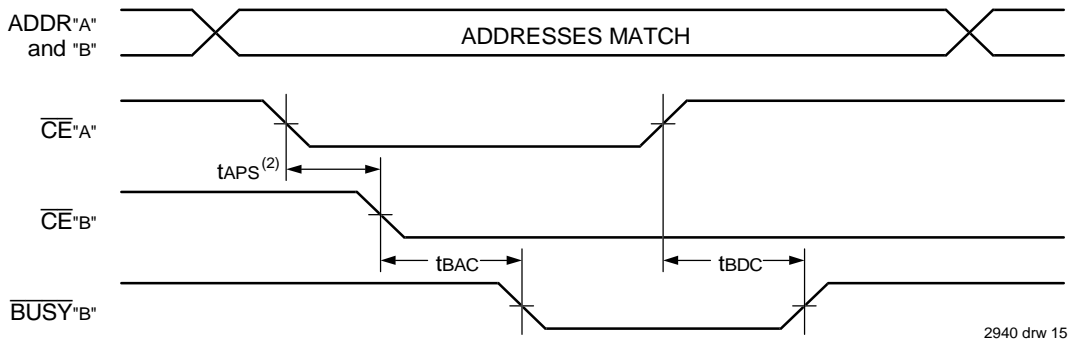 ADDR"A"
and "B"
ADDRESSES MATCH
CE"A"
tAPS(2)
CE"B"
tBAC
tBDC
BUSY"B"
2940 drw 15